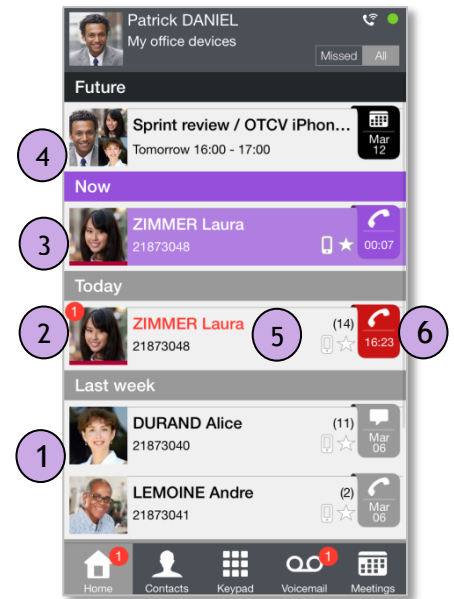 Patrick DANIEL
My office devices
Missed All
Future
Sprint review / OTCV iPhon...
Tomorrow 16:00 - 17:00
Mar
12
4
Now
ZIMMER Laura
21873048
00:07
3
Today
1
ZIMMER Laura
(14)
21873048
16:23
2
5
6
Last week
DURAND Alice
(11)
21873040
Mar
06
1
LEMOINE Andre
(2)
21873041
Mar
06
1
1
Home Contacts Keypad Voicemail Meetings